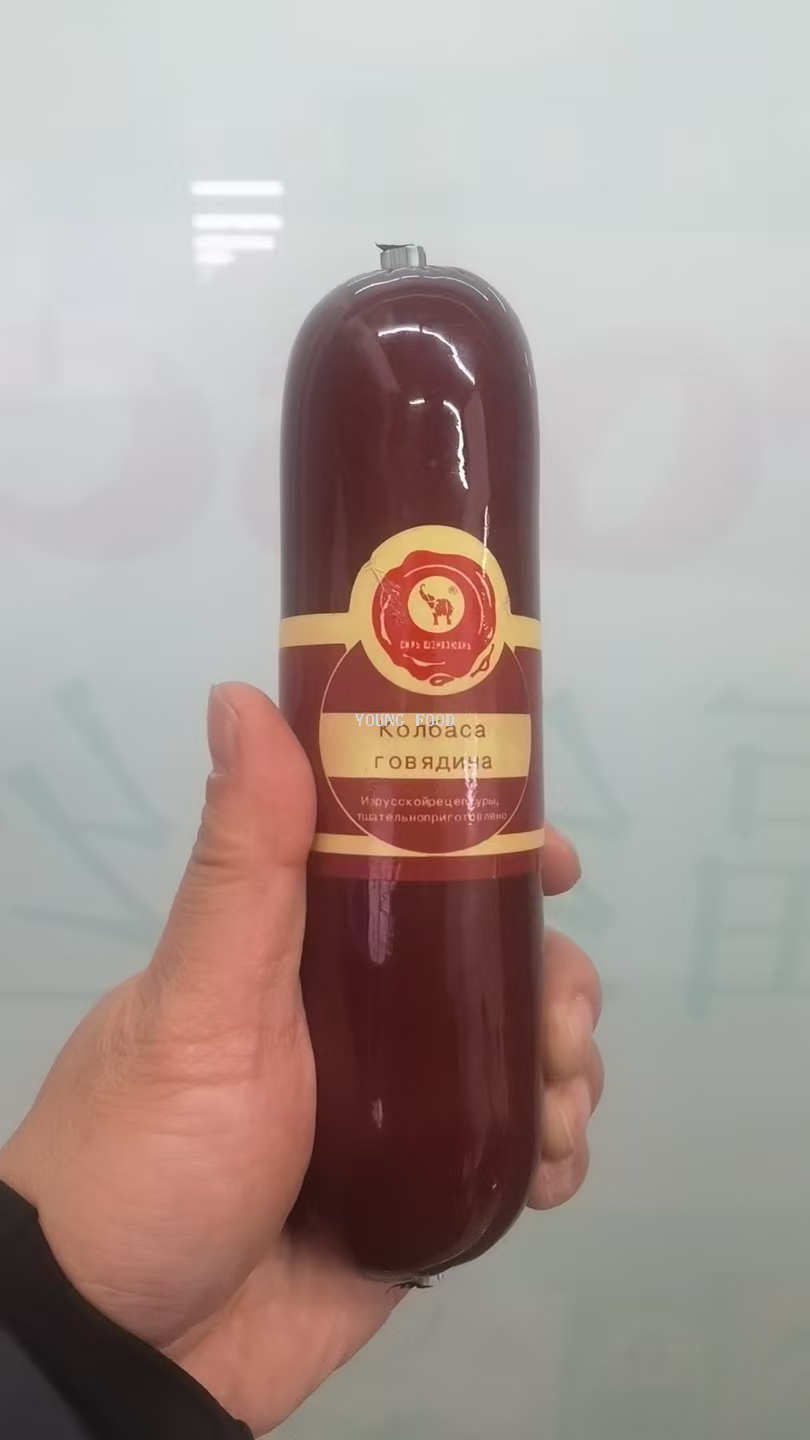 ®
YOUNG FOOD
Колбаса
говядина
Изрусскойрецептуры,
тщательноприготовлено